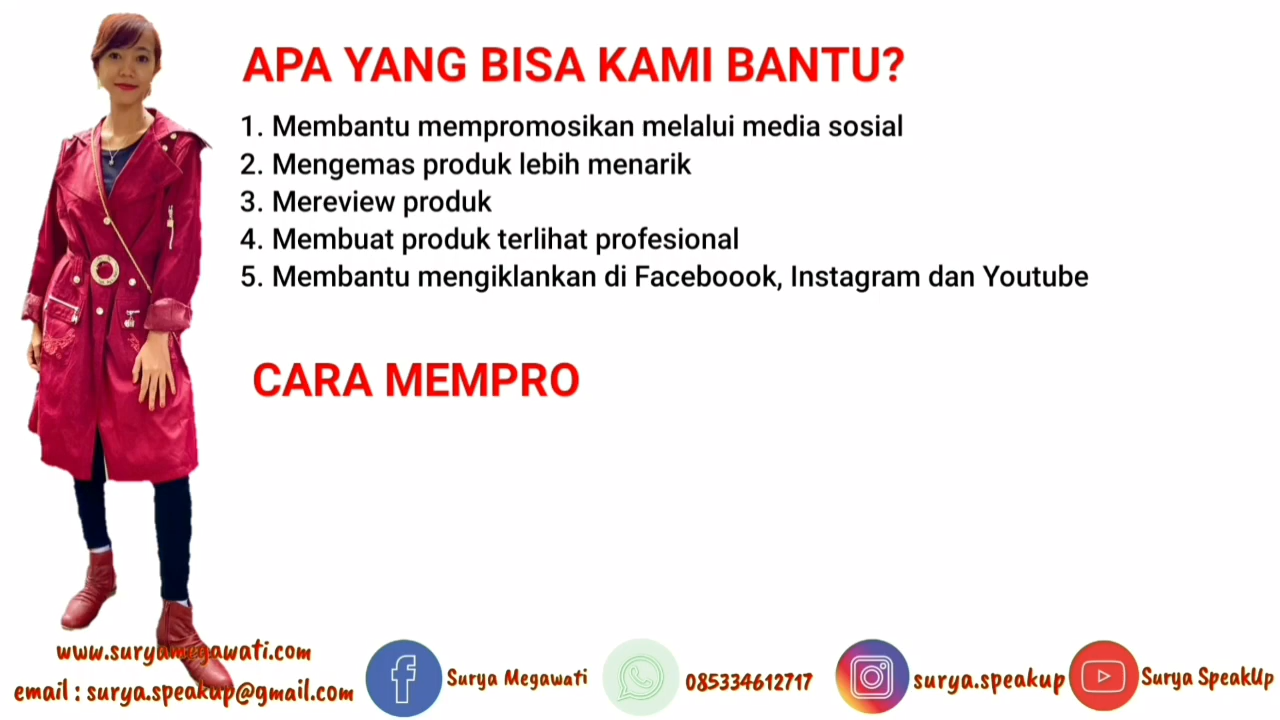 APA YANG BISA KAMI BANTU?
1. Membantu mempromosikan melalui media sosial
2. Mengemas produk lebih menarik
3. Mereview produk
4. Membuat produk terlihat profesional
5. Membantu mengiklankan di Faceboook, Instagram dan Youtube
CARA MEMPRO
www.suryamegawati.com
email : surya.speakup@gmail.com
Surya Megawati
085334612717
surya.speakup
Surya SpeakUp